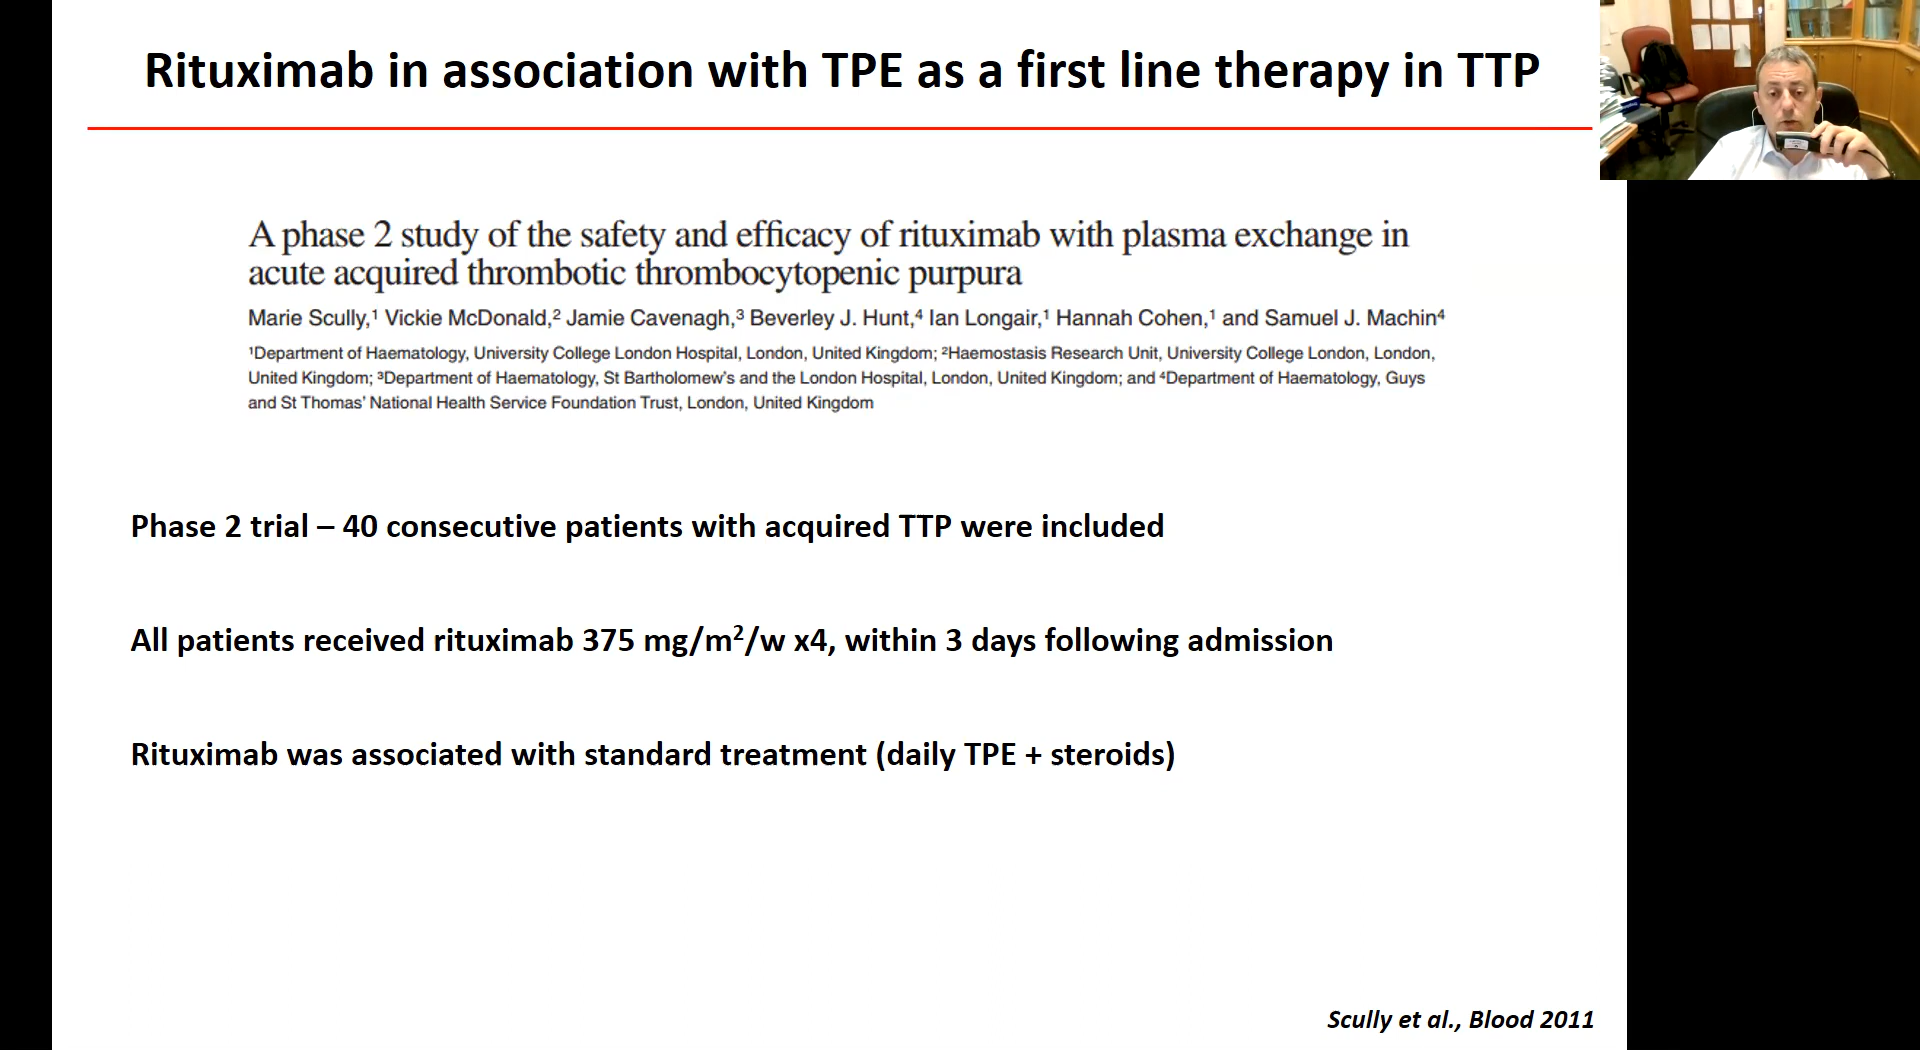 Rituximab in association with TPE as a first line therapy in TTP
A phase 2 study of the safety and efficacy of rituximab with plasma exchange in
acute acquired thrombotic thrombocytopenic purpura
Marie Scully,¹ Vickie McDonald,² Jamie Cavenagh,³ Beverley J. Hunt,⁴ Ian Longair,¹ Hannah Cohen,¹ and Samuel J. Machin⁴
¹Department of Haematology, University College London Hospital, London, United Kingdom; ²Haemostasis Research Unit, University College London, London,
United Kingdom; ³Department of Haematology, St Bartholomew's and the London Hospital, London, United Kingdom; and ⁴Department of Haematology, Guys
and St Thomas' National Health Service Foundation Trust, London, United Kingdom
Phase 2 trial – 40 consecutive patients with acquired TTP were included
All patients received rituximab 375 mg/m²/w x4, within 3 days following admission
Rituximab was associated with standard treatment (daily TPE + steroids)
Scully et al., Blood 2011